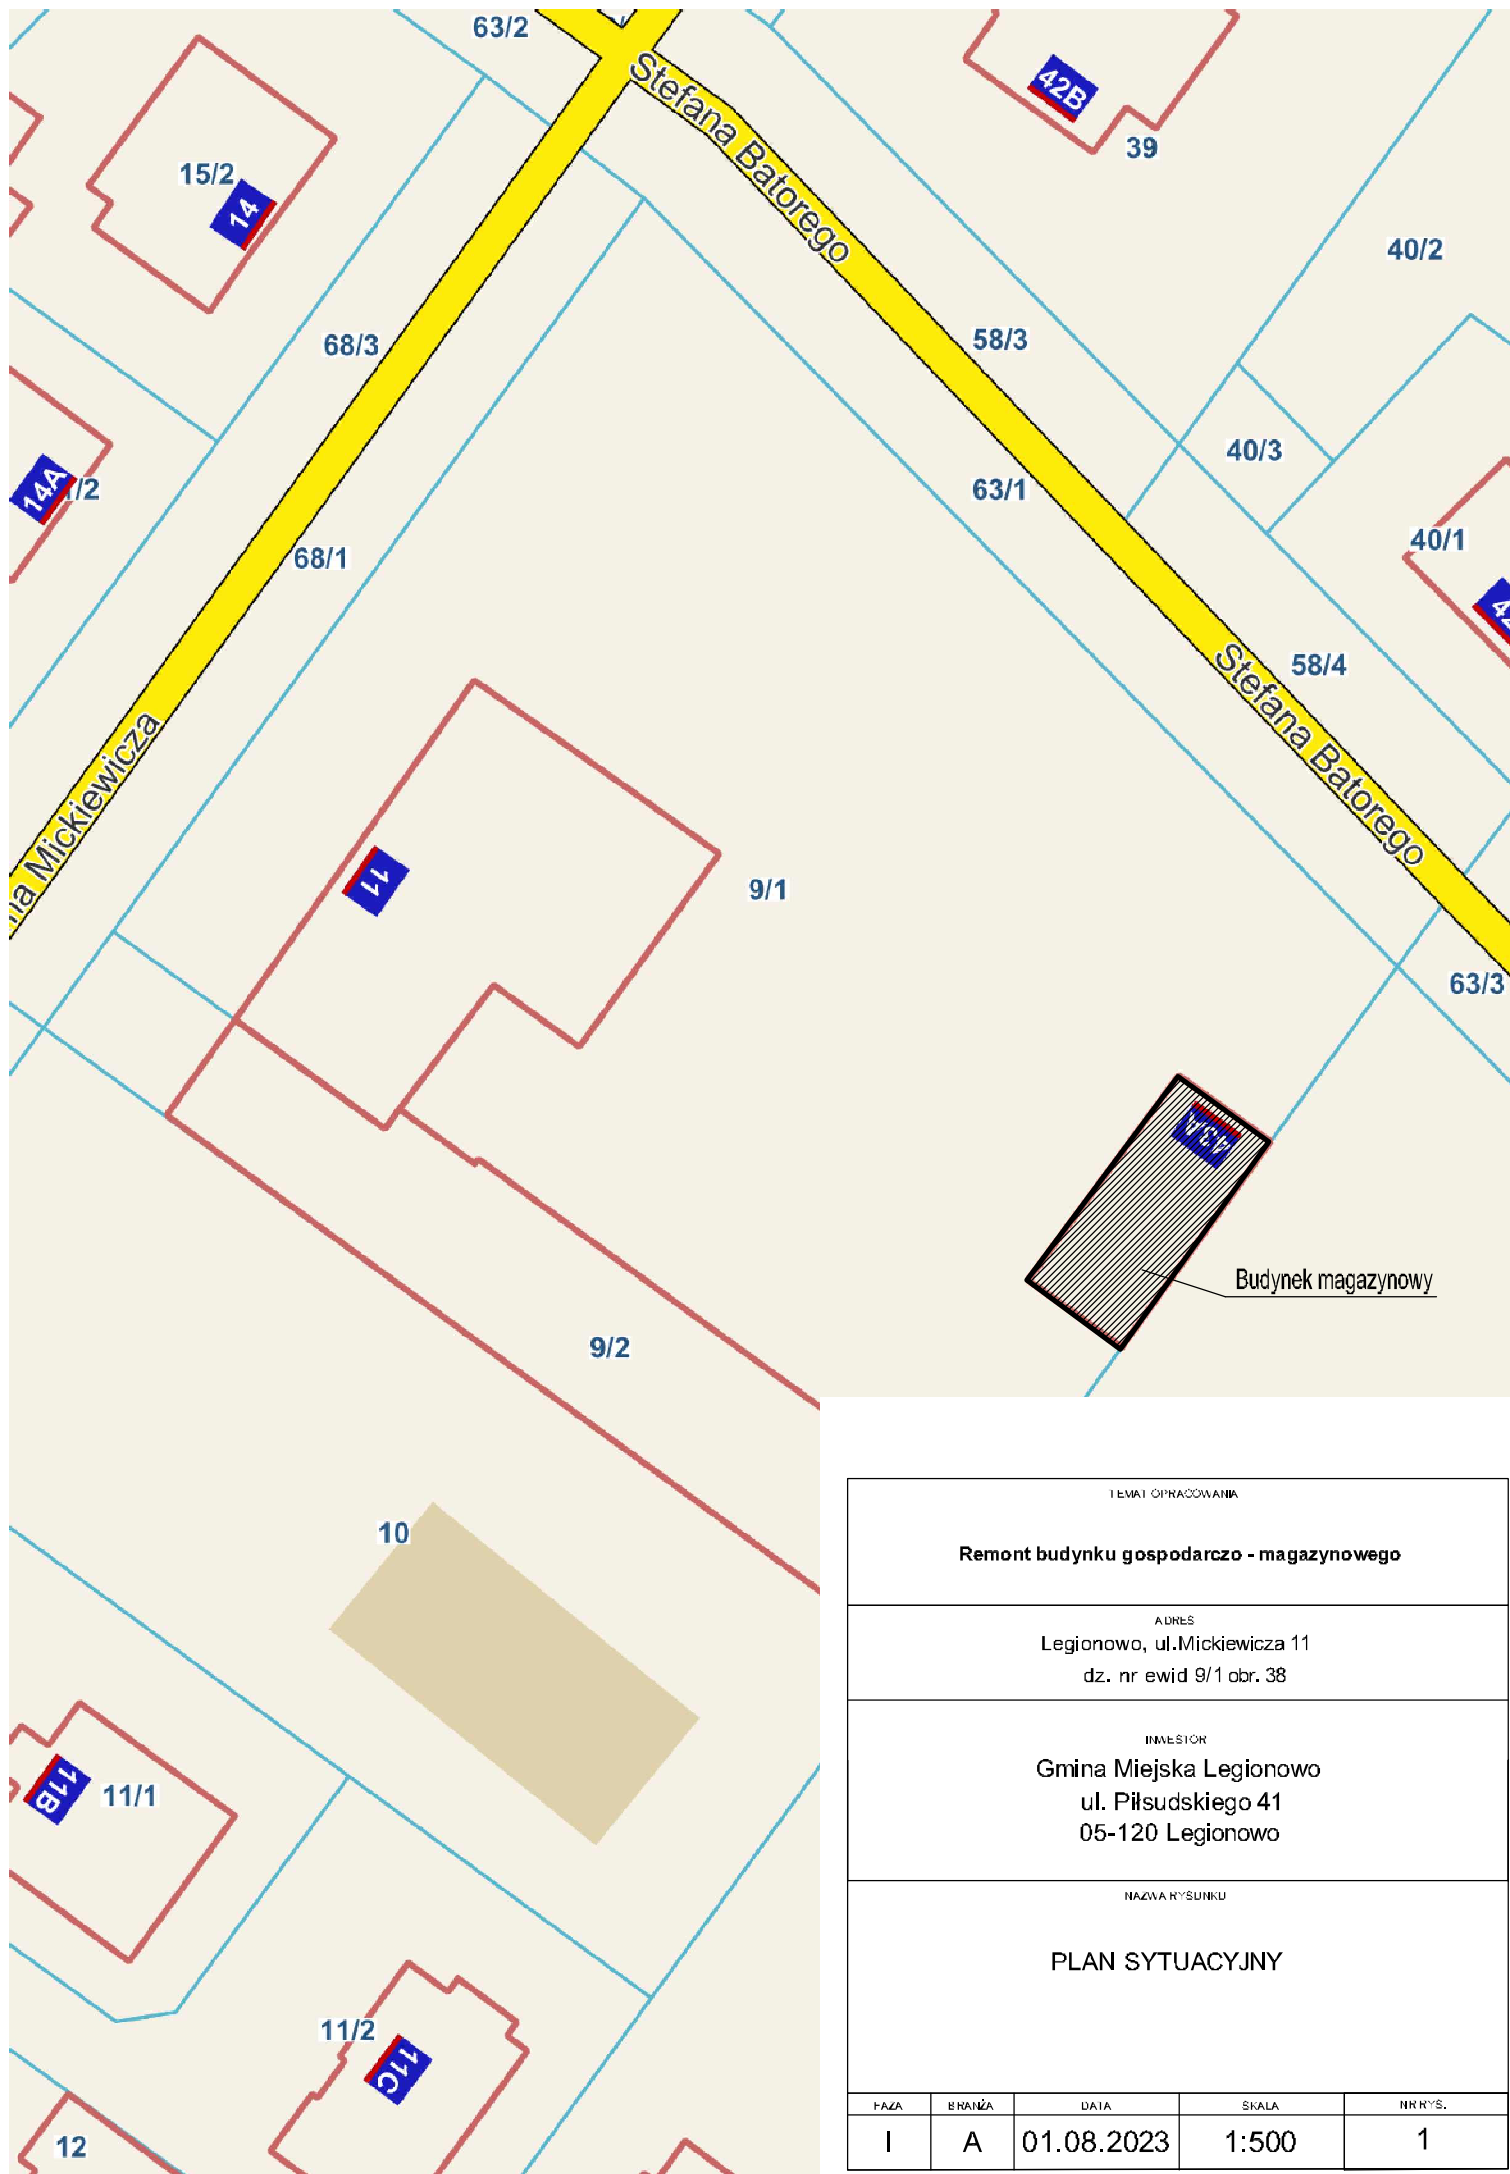 63/2
Stefana Batorego
42B
39
15/2
14
40/2
68/3
58/3
40/3
14A
/2
63/1
40/1
68/1
58/4
Stefana Batorego
na Mickiewicza
11
9/1
63/3
43A
Budynek magazynowy
9/2
10
11B
11/1
11/2
11C
12
TEMAT OPRACOWANIA
Remont budynku gospodarczo - magazynowego
ADRES
Legionowo, ul.Mickiewicza 11
dz. nr ewid 9/1 obr. 38
INWESTOR
Gmina Miejska Legionowo
ul. Piłsudskiego 41
05-120 Legionowo
NAZWA RYSUNKU
PLAN SYTUACYJNY
FAZA BRANŻA DATA SKALA NR RYS.
I A 01.08.2023 1:500 1